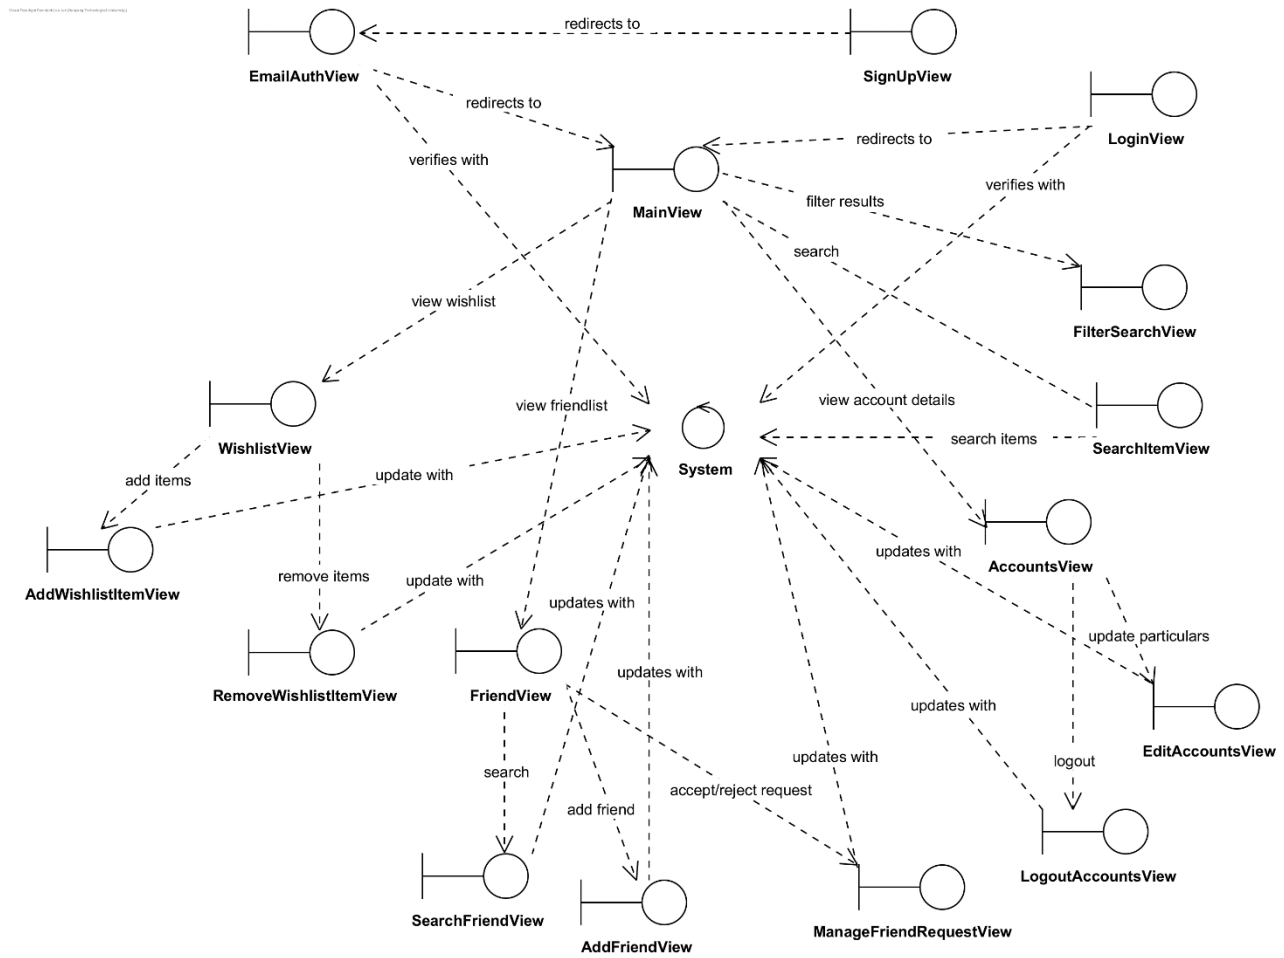 redirects to
EmailAuthView
SignUpView
redirects to
LoginView
redirects to
verifies with
verifies with
MainView
filter results
search
view wishlist
FilterSearchView
view friendlist
view account details
WishlistView
search items
SearchItemView
System
update with
add items
updates with
AccountsView
AddWishlistItemView
remove items
update with
updates with
update particulars
updates with
RemoveWishlistItemView
FriendView
updates with
EditAccountsView
search
updates with
logout
accept/reject request
add friend
LogoutAccountsView
SearchFriendView
ManageFriendRequestView
AddFriendView